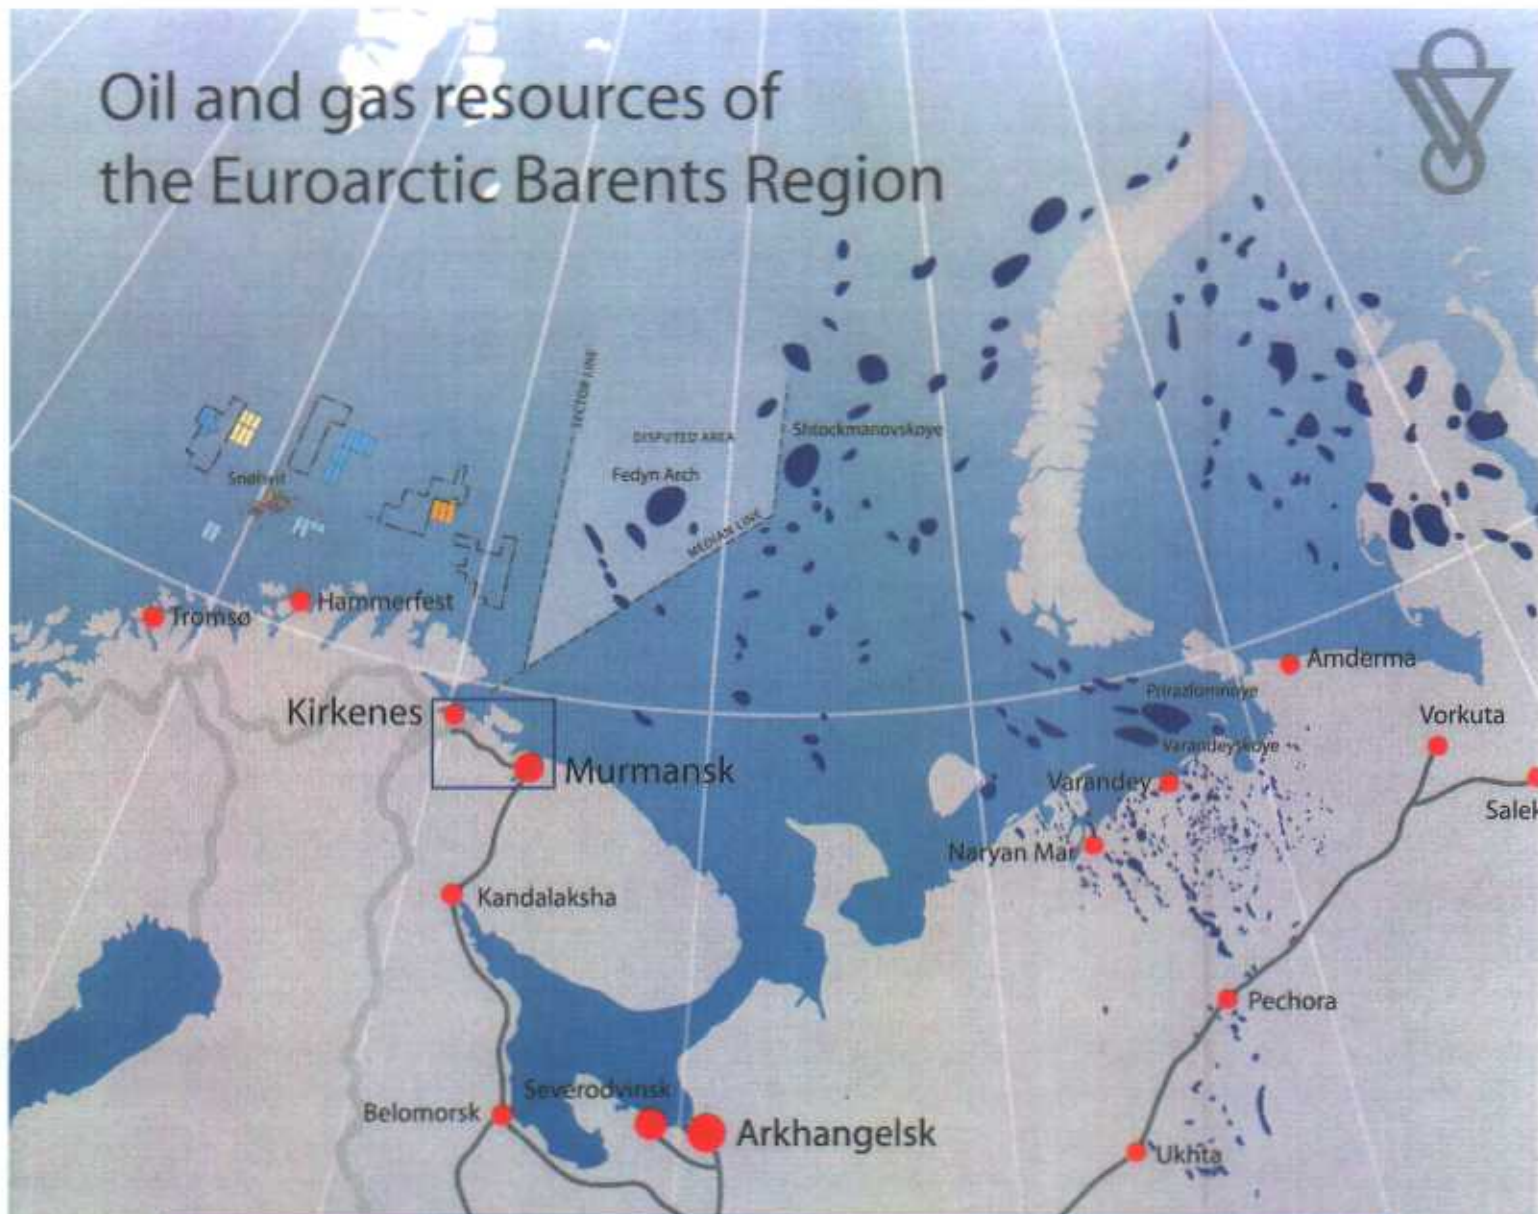 Oil and gas resources of
the Euroarctic Barents Region
SECTOR LINE
DISPUTED AREA
Shtockmanovskoye
Fedyn Arch
MEDIAN LINE
Snøhvit
Tromsø
Hammerfest
Amderma
Prirazlomnoye
Kirkenes
Vorkuta
Varandeyskoye
Murmansk
Varandey
Salek
Naryan Mar
Kandalaksha
Pechora
Severodvinsk
Belomorsk
Arkhangelsk
Ukhta